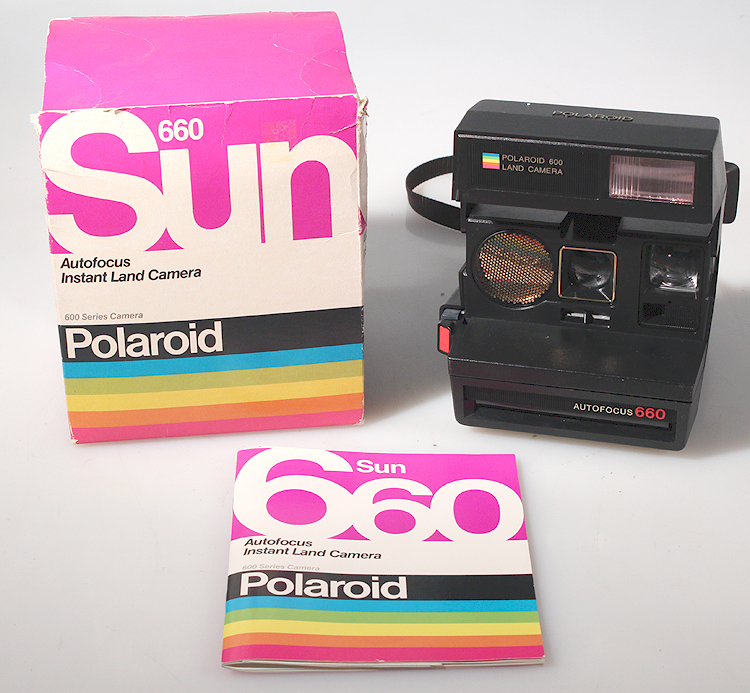 Sun
660
Autofocus
Instant Land Camera
600 Series Camera
Polaroid
POLAROID
POLAROID 600
LAND CAMERA
AUTOFOCUS 660
Sun
660
Autofocus
Instant Land Camera
600 Series Camera
Polaroid